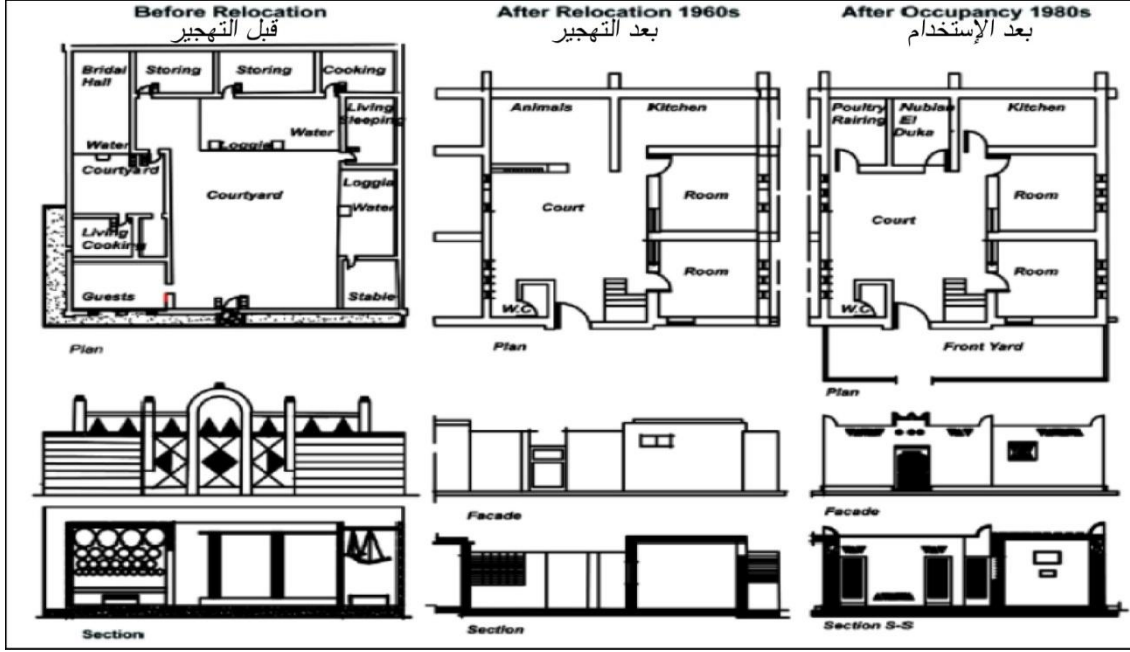 Before Relocation
قبل التهجير
Bridal
Hall
Storing
Storing
Cooking
Living
Sleeping
Water
Water
Loggia
Courtyard
Courtyard
Loggia
Water
Living
Cooking
Guests
Stable
Plan
Section
After Relocation 1960s
بعد التهجير
Animals
Kitchen
Court
Room
Room
W.C
Plan
Facade
Section
After Occupancy 1980s
بعد الإستخدام
Poultry
Rairing
Nubian
El
Duka
Kitchen
Court
Room
Room
W.C
Front Yard
Plan
Facade
Section S-S